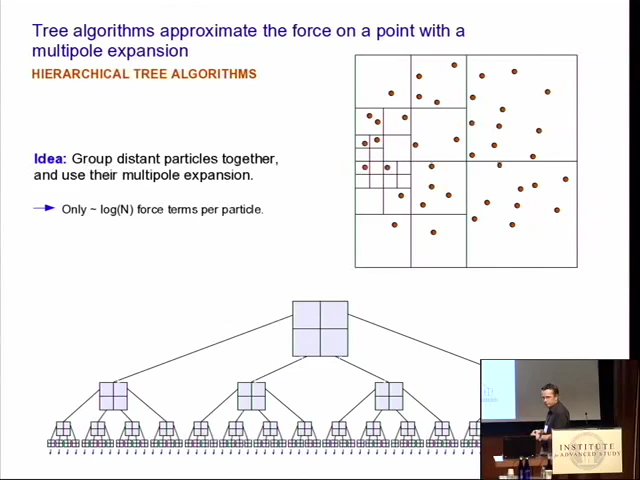 Tree algorithms approximate the force on a point with a
multipole expansion
HIERARCHICAL TREE ALGORITHMS
Idea: Group distant particles together,
and use their multipole expansion.
Only ~ log(N) force terms per particle.
INSTITUTE
for ADVANCED STUDY